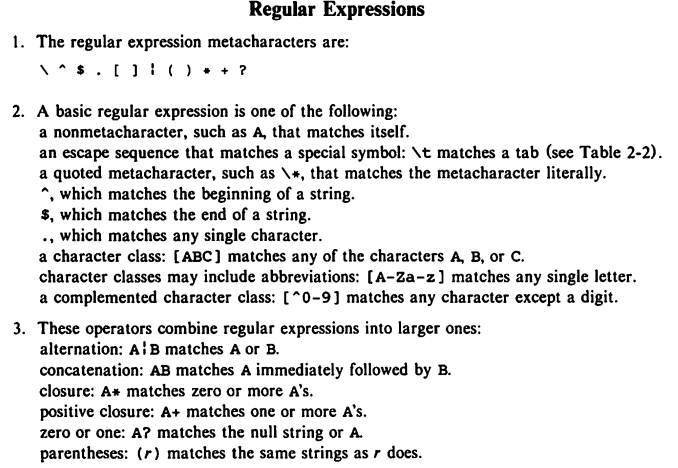 Regular Expressions
1. The regular expression metacharacters are:
\ ^ $ . [ ] ¦ ( ) * + ?
2. A basic regular expression is one of the following:
a nonmetacharacter, such as A, that matches itself.
an escape sequence that matches a special symbol: \t matches a tab (see Table 2-2).
a quoted metacharacter, such as \*, that matches the metacharacter literally.
^, which matches the beginning of a string.
$, which matches the end of a string.
., which matches any single character.
a character class: [ABC] matches any of the characters A, B, or C.
character classes may include abbreviations: [A-Za-z] matches any single letter.
a complemented character class: [^0-9] matches any character except a digit.
3. These operators combine regular expressions into larger ones:
alternation: A¦B matches A or B.
concatenation: AB matches A immediately followed by B.
closure: A* matches zero or more A's.
positive closure: A+ matches one or more A's.
zero or one: A? matches the null string or A.
parentheses: (r) matches the same strings as r does.